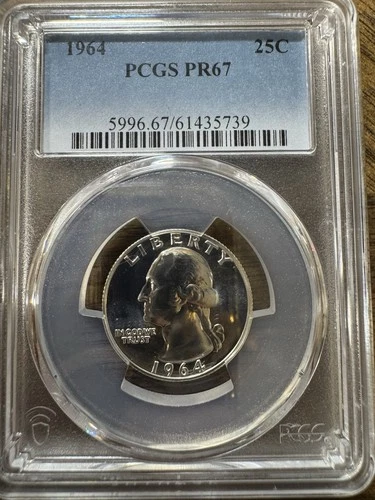 1964 25C
PCGS PR67
5996.67/61435739
LIBERTY
IN GOD WE
TRUST
1964
PCGS